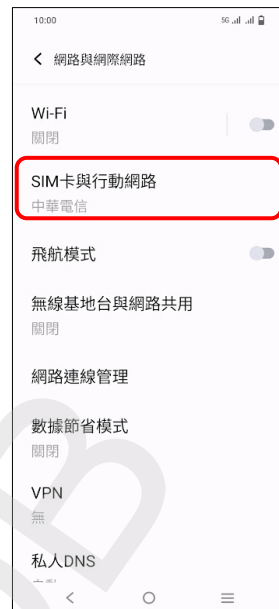 10:00 5G
網路與網際網路
Wi-Fi
關閉
SIM卡與行動網路
中華電信
飛航模式
無線基地台與網路共用
關閉
網路連線管理
數據節省模式
關閉
VPN
無
私人DNS